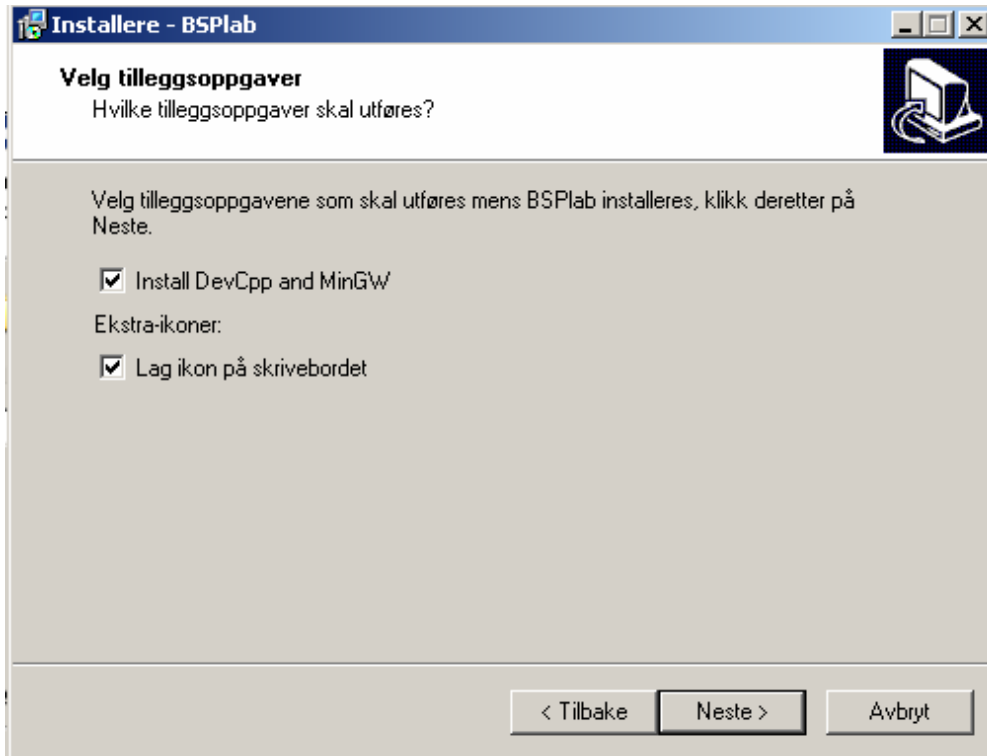 Installere - BSPlab
Velg tilleggsoppgaver
Hvilke tilleggsoppgaver skal utføres?
Velg tilleggsoppgavene som skal utføres mens BSPlab installeres, klikk deretter på
Neste.
Install DevCpp and MinGW
Ekstra-ikoner:
Lag ikon på skrivebordet
< Tilbake
Neste >
Avbryt